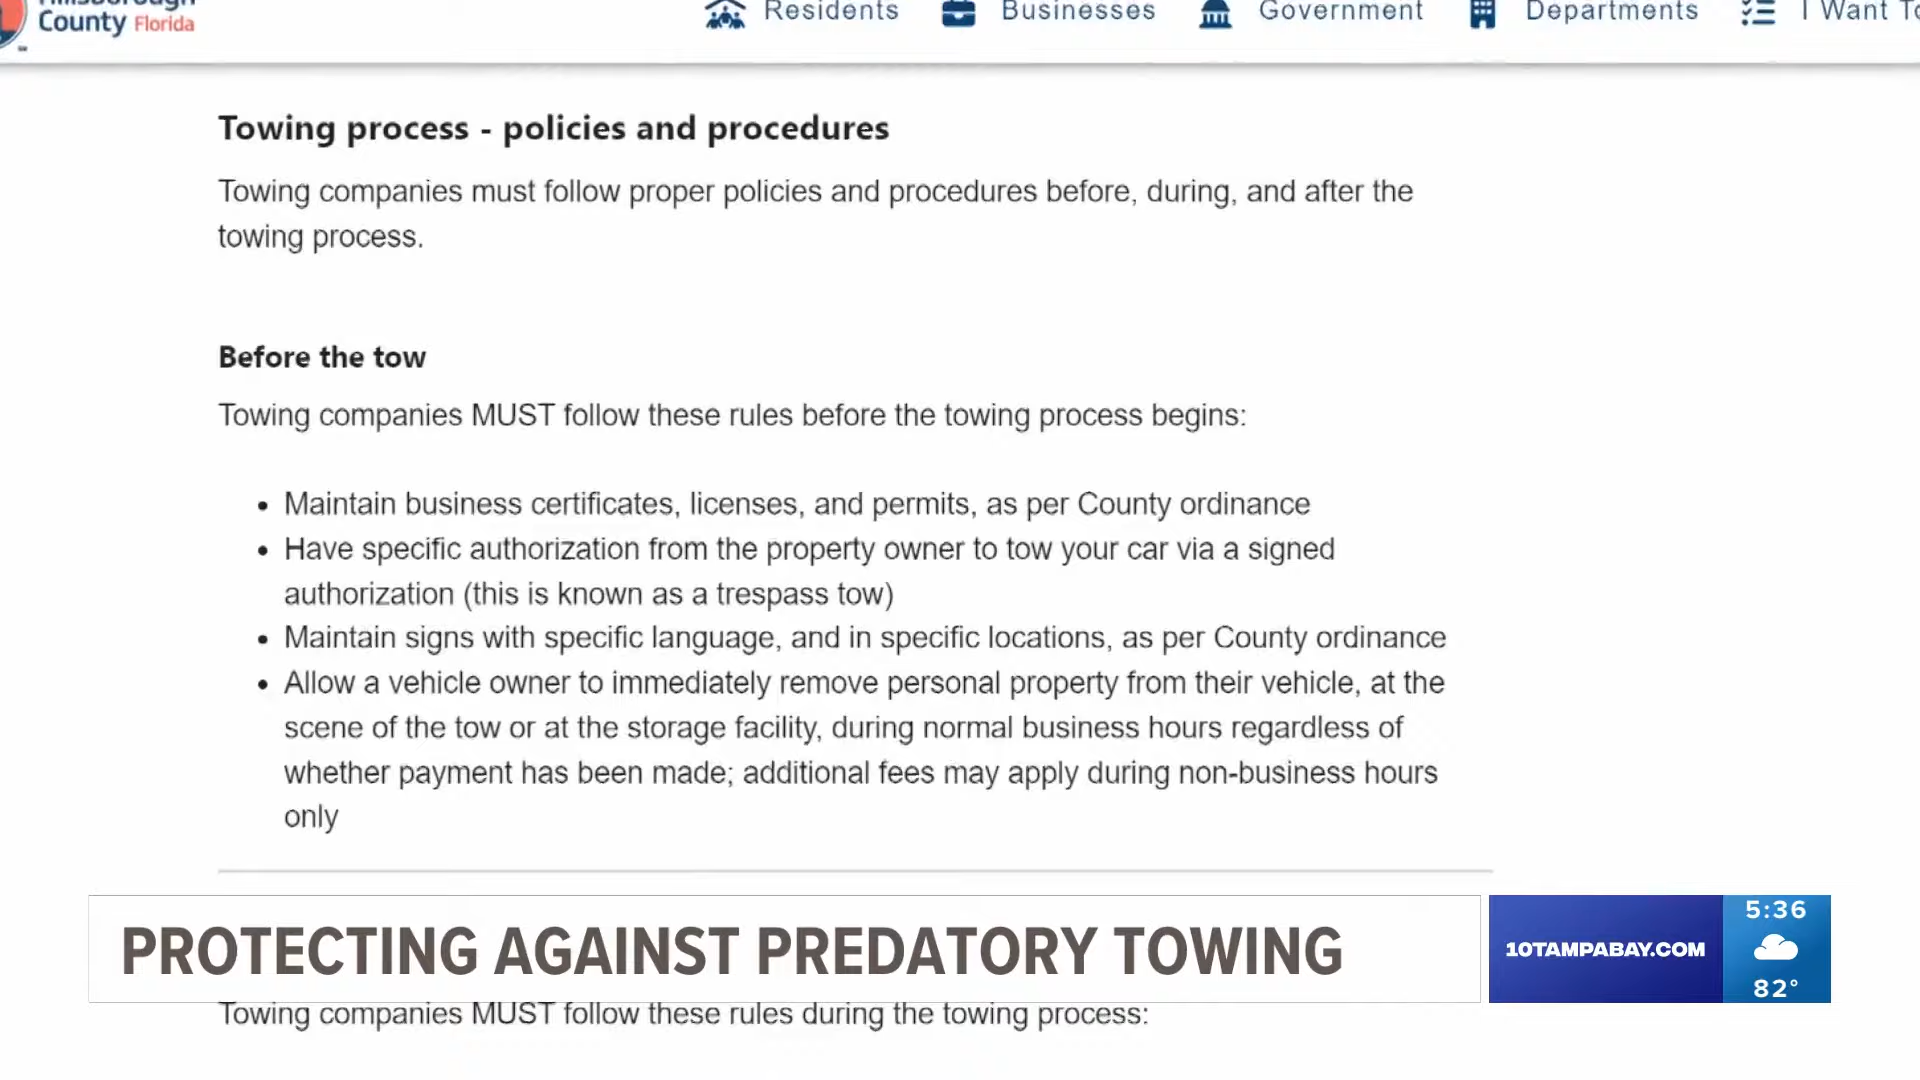 Hillsborough
County Florida
Residents
Businesses
Government
Departments
I Want To
Towing process - policies and procedures
Towing companies must follow proper policies and procedures before, during, and after the
towing process.
Before the tow
Towing companies MUST follow these rules before the towing process begins:
• Maintain business certificates, licenses, and permits, as per County ordinance
• Have specific authorization from the property owner to tow your car via a signed
authorization (this is known as a trespass tow)
• Maintain signs with specific language, and in specific locations, as per County ordinance
• Allow a vehicle owner to immediately remove personal property from their vehicle, at the
scene of the tow or at the storage facility, during normal business hours regardless of
whether payment has been made; additional fees may apply during non-business hours
only
PROTECTING AGAINST PREDATORY TOWING
10TAMPABAY.COM
5:36
82°
Towing companies MUST follow these rules during the towing process: